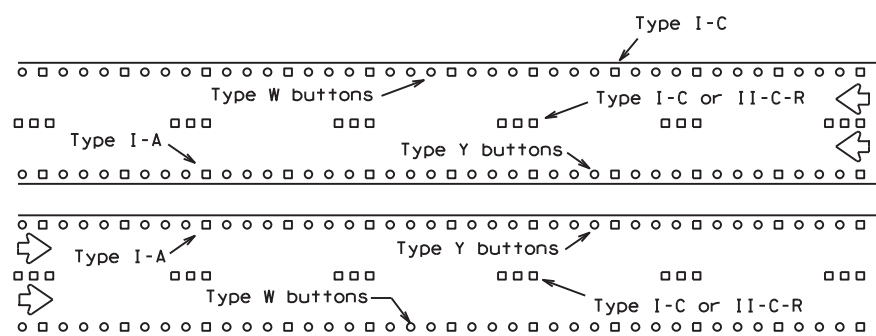 Type I-C
Type W buttons
Type I-C or II-C-R
Type I-A
Type Y buttons
Type I-A
Type Y buttons
Type W buttons
Type I-C or II-C-R